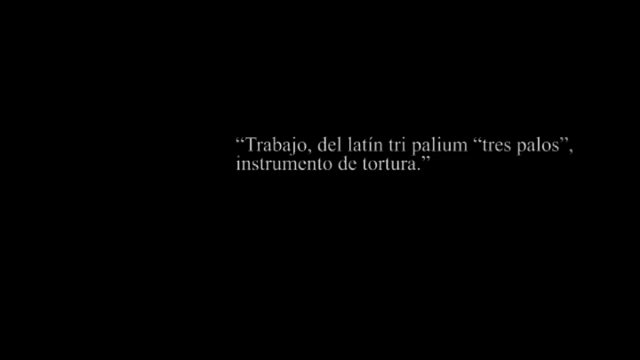 “Trabajo, del latín tri palium “tres palos”,
instrumento de tortura.”